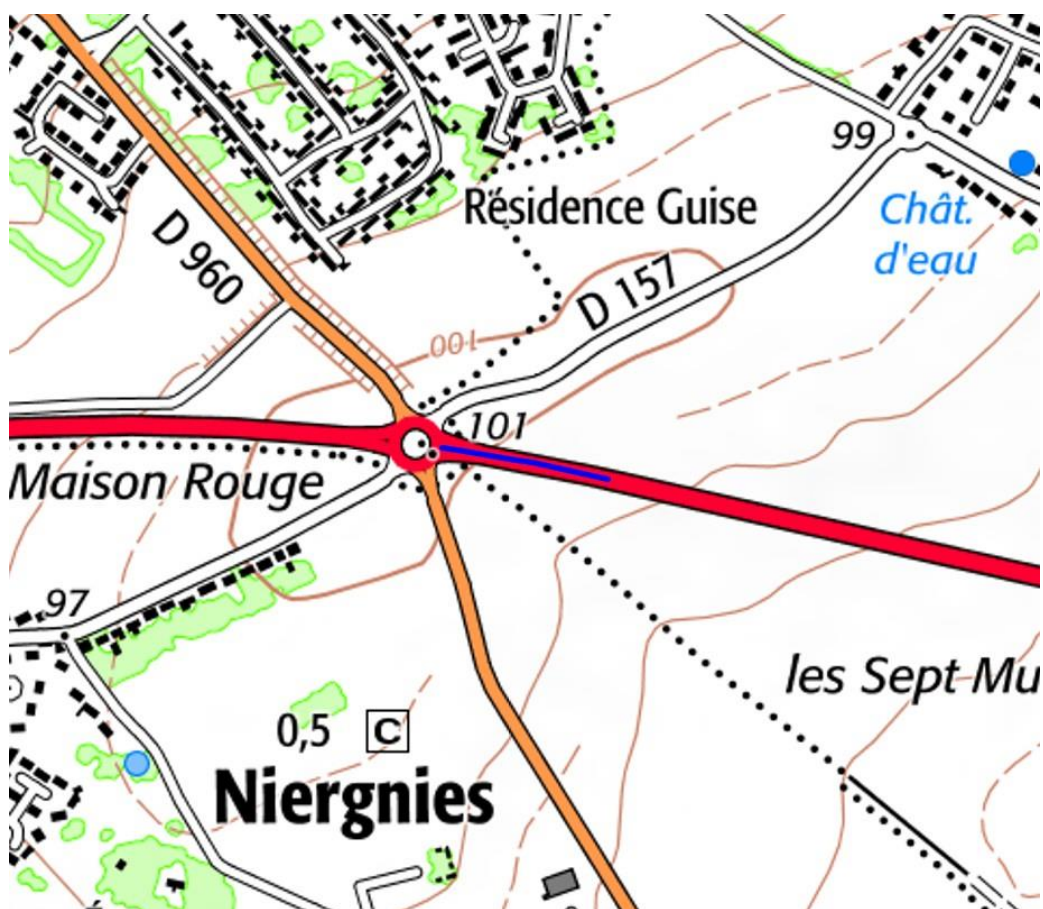 99
Résidence Guise
Chât.
d'eau
D 960
D 157
100
101
Maison Rouge
97
les Sept Mu
0,5 C
Niergnies